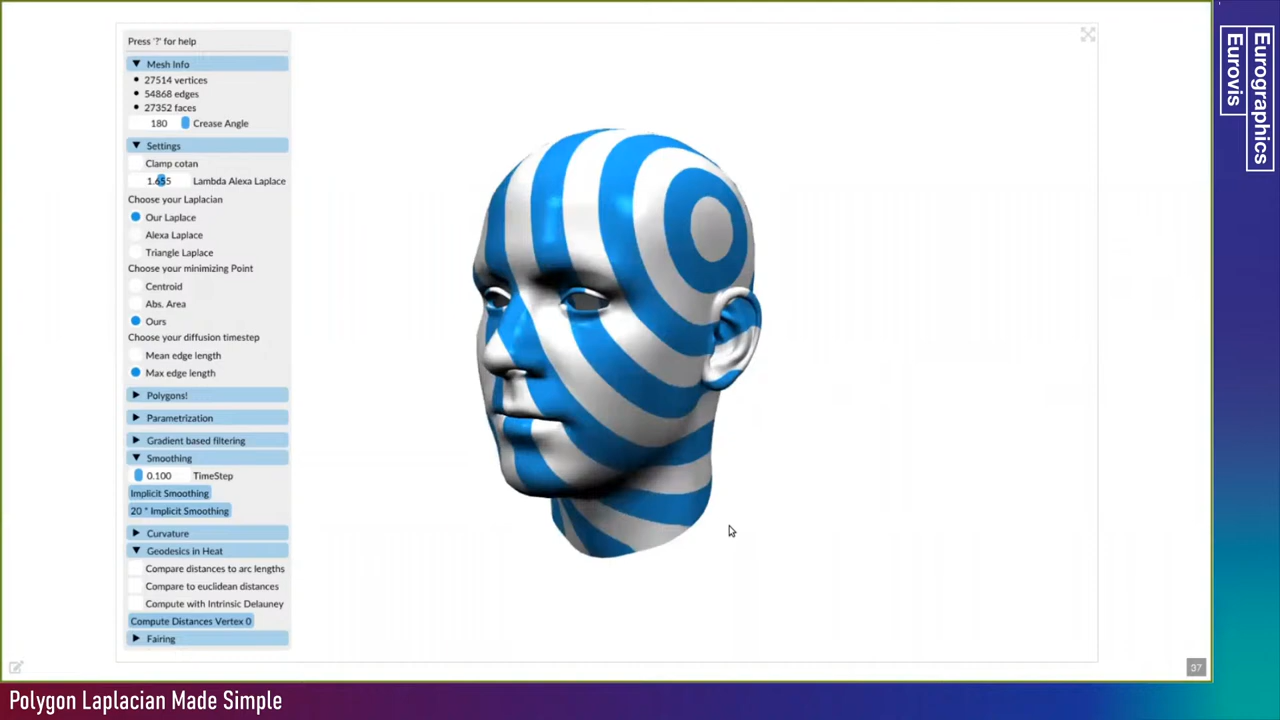 Press '?' for help
Mesh Info
27514 vertices
54868 edges
27352 faces
180 Crease Angle
Settings
Clamp cotan
1.655 Lambda Alexa Laplace
Choose your Laplacian
Our Laplace
Alexa Laplace
Triangle Laplace
Choose your minimizing Point
Centroid
Abs. Area
Ours
Choose your diffusion timestep
Mean edge length
Max edge length
Polygons!
Parametrization
Gradient based filtering
Smoothing
0.100 TimeStep
Implicit Smoothing
20 * Implicit Smoothing
Curvature
Geodesics in Heat
Compare distances to arc lengths
Compare to euclidean distances
Compute with Intrinsic Delauney
Compute Distances Vertex 0
Fairing
37
Eurographics
Eurovis
Polygon Laplacian Made Simple